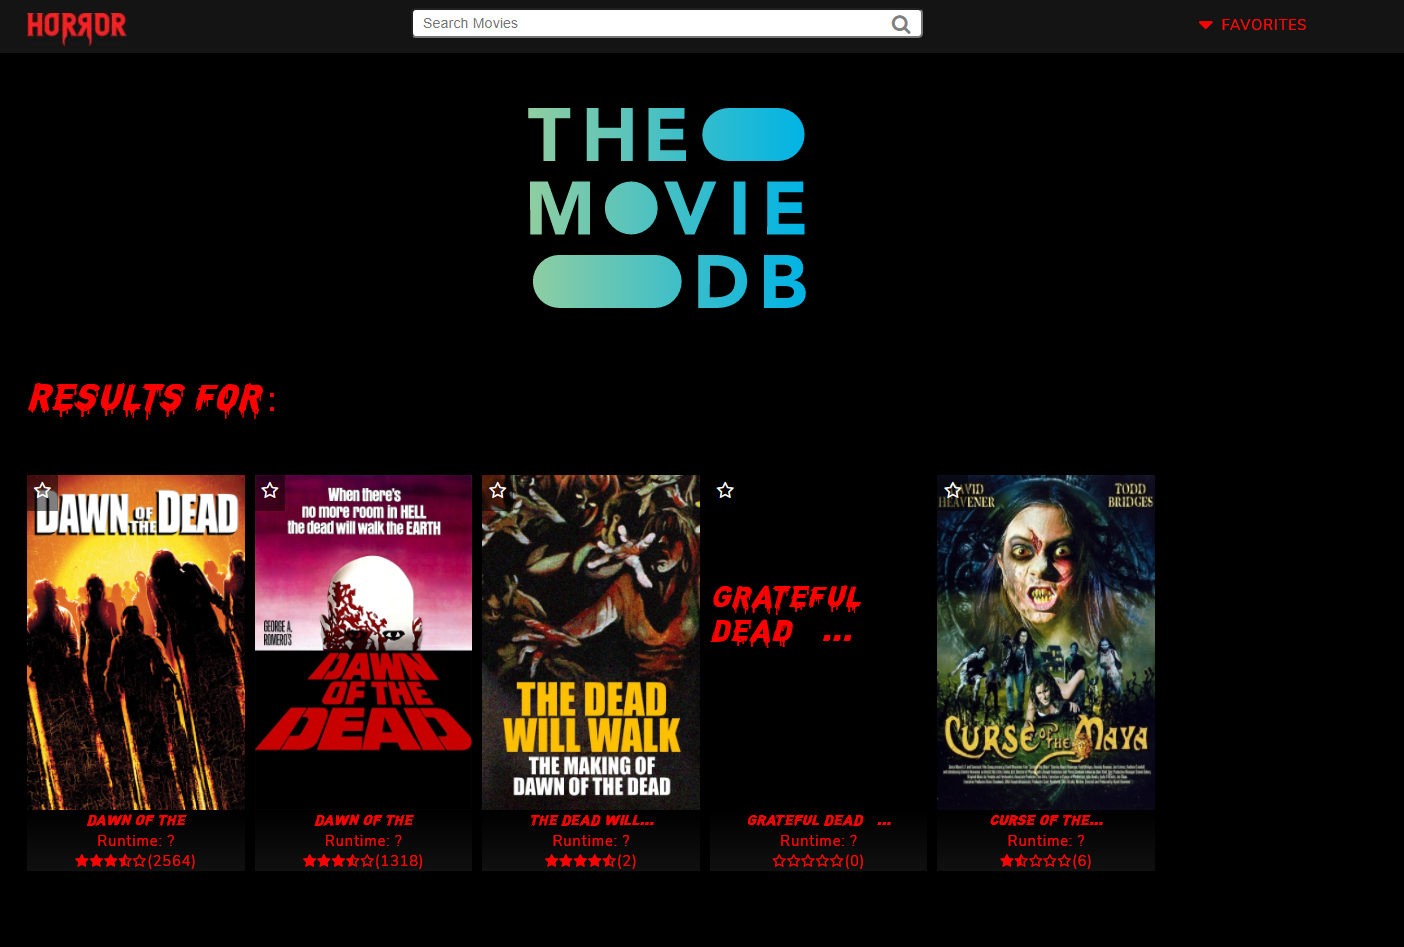 HORROR
Search Movies
FAVORITES
THE
MOVIE
DB
RESULTS FOR:
DAWN OF THE DEAD
When there's
no more room in HELL
the dead will walk the EARTH
GEORGE A.
ROMERO'S
DAWN
OF THE
DEAD
THE DEAD
WILL WALK
THE MAKING OF
DAWN OF THE DEAD
GRATEFUL
DEAD ...
DAVID
HEAVENER
TODD
BRIDGES
CURSE OF THE MAYA
DAWN OF THE
Runtime: ?
(2564)
DAWN OF THE
Runtime: ?
(1318)
THE DEAD WILL...
Runtime: ?
(2)
GRATEFUL DEAD ...
Runtime: ?
(0)
CURSE OF THE...
Runtime: ?
(6)